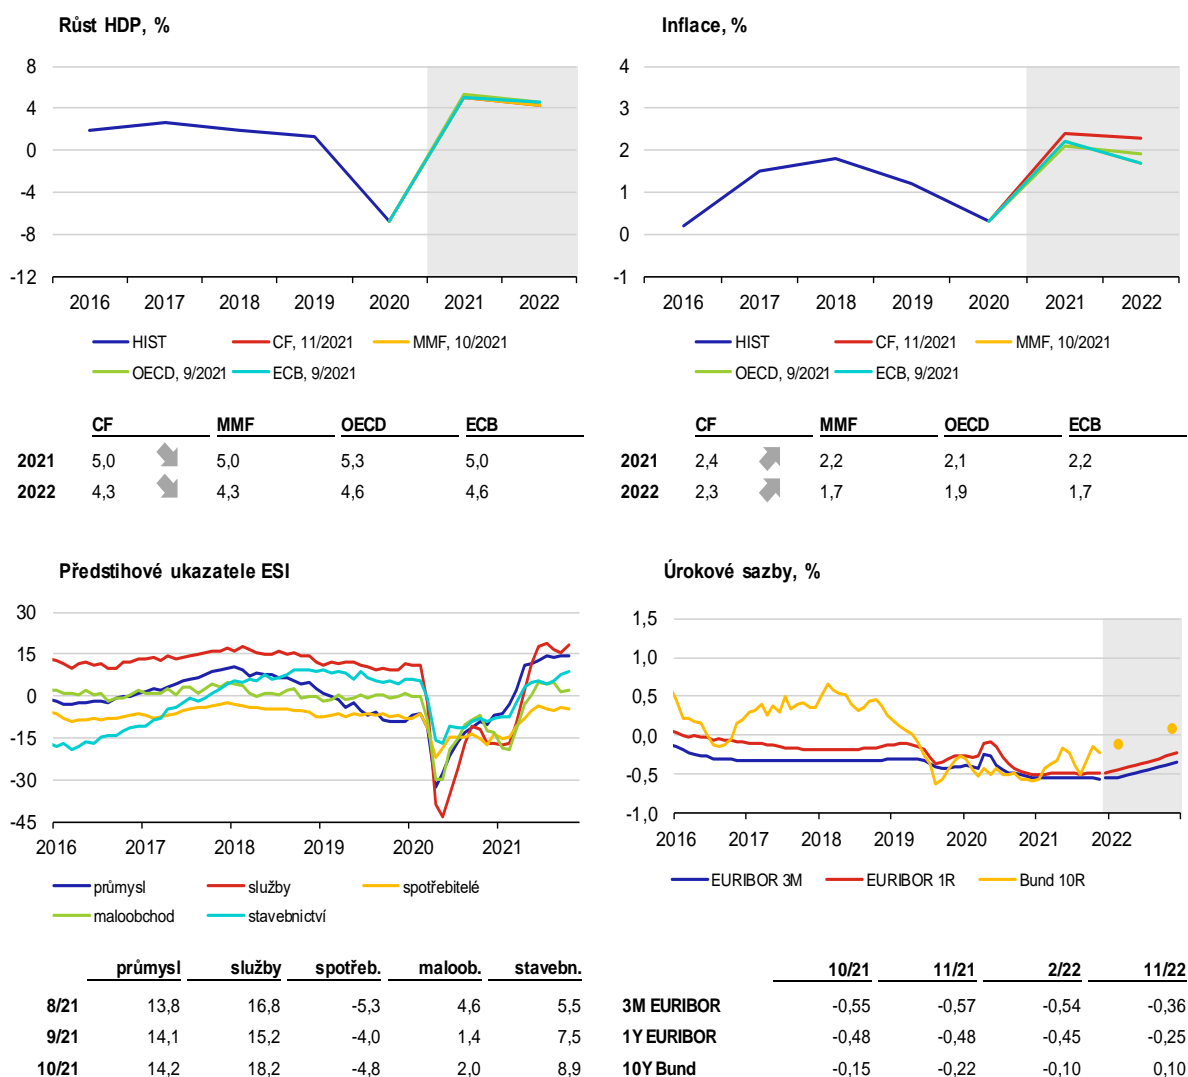 Růst HDP, %
8
4
0
-4
-8
-12
2016 2017 2018 2019 2020 2021 2022
HIST CF, 11/2021 MMF, 10/2021
OECD, 9/2021 ECB, 9/2021
CF MMF OECD ECB
2021 5,0 5,0 5,3 5,0
2022 4,3 4,3 4,6 4,6
Inflace, %
4
3
2
1
0
-1
2016 2017 2018 2019 2020 2021 2022
HIST CF, 11/2021 MMF, 10/2021
OECD, 9/2021 ECB, 9/2021
CF MMF OECD ECB
2021 2,4 2,2 2,1 2,2
2022 2,3 1,7 1,9 1,7
Předstihové ukazatele ESI
30
15
0
-15
-30
-45
2016 2017 2018 2019 2020 2021
průmysl služby spotřebitelé
maloobchod stavebnictví
průmysl služby spotřeb. maloob. stavebn.
8/21 13,8 16,8 -5,3 4,6 5,5
9/21 14,1 15,2 -4,0 1,4 7,5
10/21 14,2 18,2 -4,8 2,0 8,9
Úrokové sazby, %
1,5
1,0
0,5
0,0
-0,5
-1,0
2016 2017 2018 2019 2020 2021 2022
EURIBOR 3M EURIBOR 1R Bund 10R
10/21 11/21 2/22 11/22
3M EURIBOR -0,55 -0,57 -0,54 -0,36
1Y EURIBOR -0,48 -0,48 -0,45 -0,25
10Y Bund -0,15 -0,22 -0,10 0,10